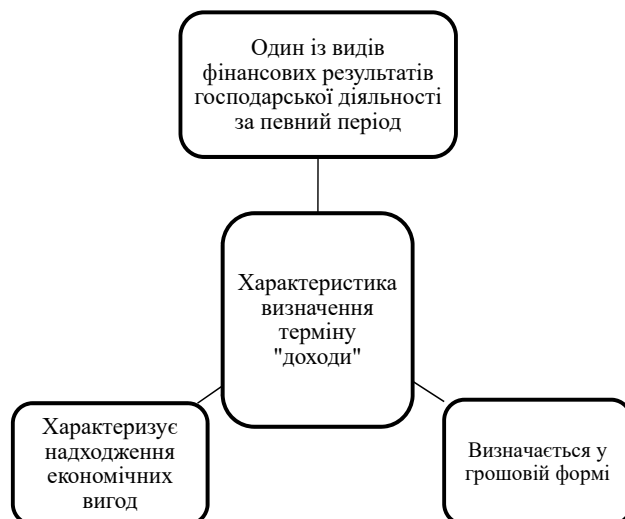 Один із видів
фінансових результатів
господарської діяльності
за певний період
Характеристика
визначення
терміну
"доходи"
Характеризує
надходження
економічних
вигод
Визначається у
грошовій формі